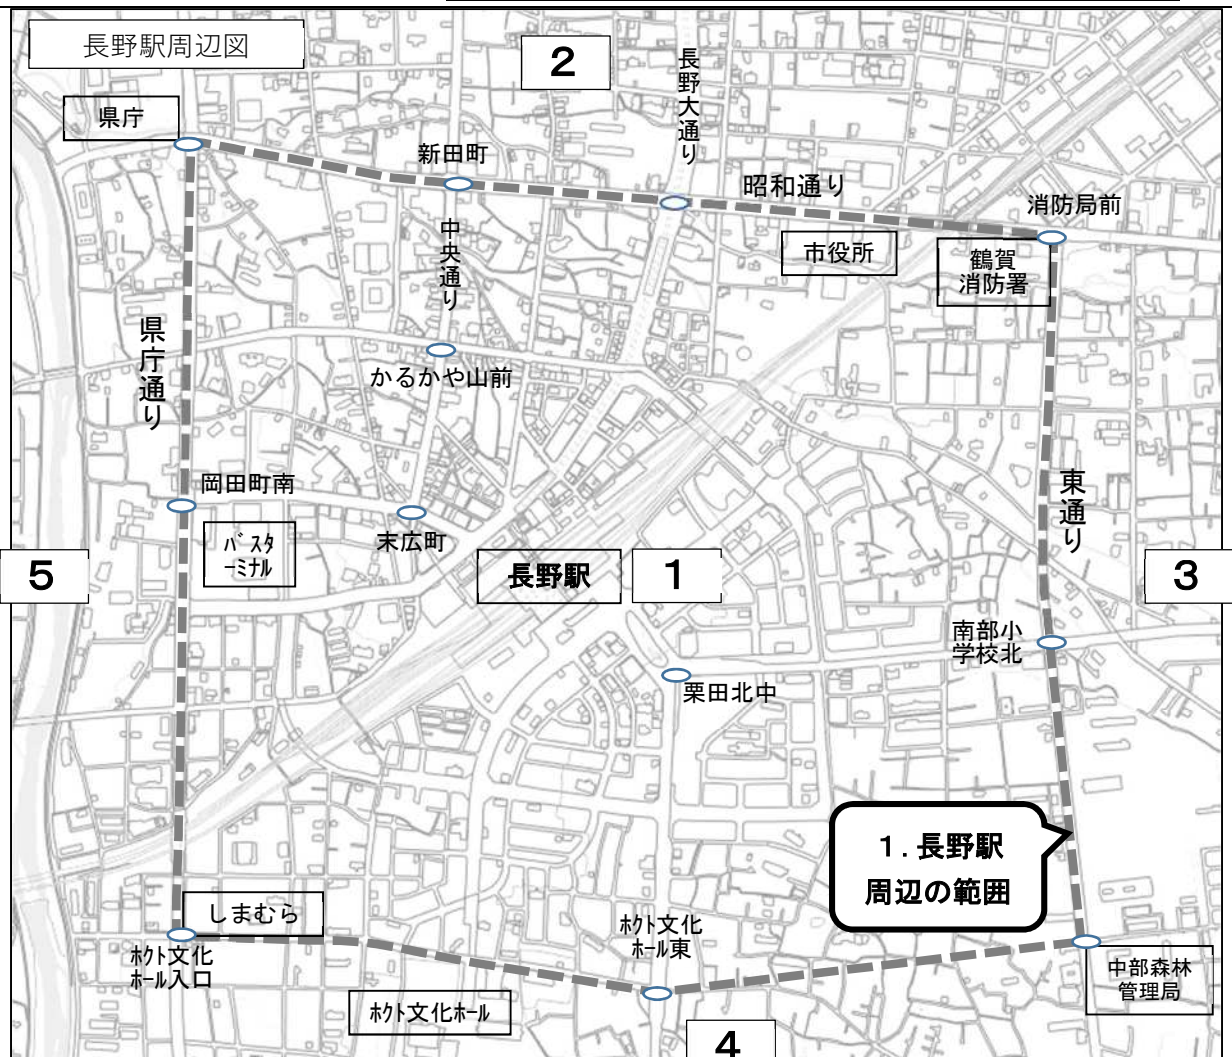 長野駅周辺図
2
長野大通り
県庁
新田町
昭和通り
消防局前
市役所
鶴賀
消防署
中央通り
県庁通り
かるかや山前
岡田町南
東通り
末広町
バスタ
ーミナル
5
長野駅
1
3
南部小
学校北
栗田北中
1.長野駅
周辺の範囲
しまむら
ホクト文化
ホール入口
ホクト文化
ホール東
中部森林
管理局
ホクト文化ホール
4